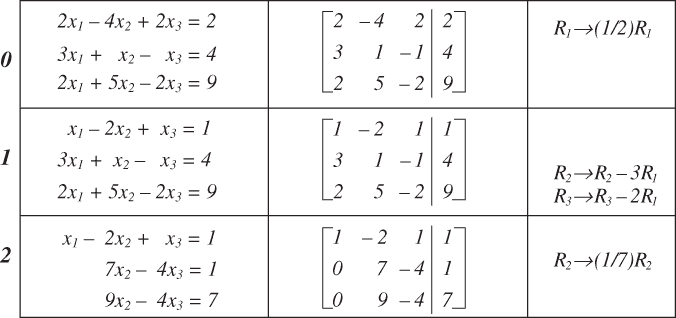 0
2x₁ – 4x₂ + 2x₃ = 2
3x₁ + x₂ – x₃ = 4
2x₁ + 5x₂ – 2x₃ = 9
2 –4 2 | 2
3 1 –1 | 4
2 5 –2 | 9
R₁→(1/2)R₁
1
x₁ – 2x₂ + x₃ = 1
3x₁ + x₂ – x₃ = 4
2x₁ + 5x₂ – 2x₃ = 9
1 –2 1 | 1
3 1 –1 | 4
2 5 –2 | 9
R₂→R₂ – 3R₁
R₃→R₃ – 2R₁
2
x₁ – 2x₂ + x₃ = 1
7x₂ – 4x₃ = 1
9x₂ – 4x₃ = 7
1 –2 1 | 1
0 7 –4 | 1
0 9 –4 | 7
R₂→(1/7)R₂